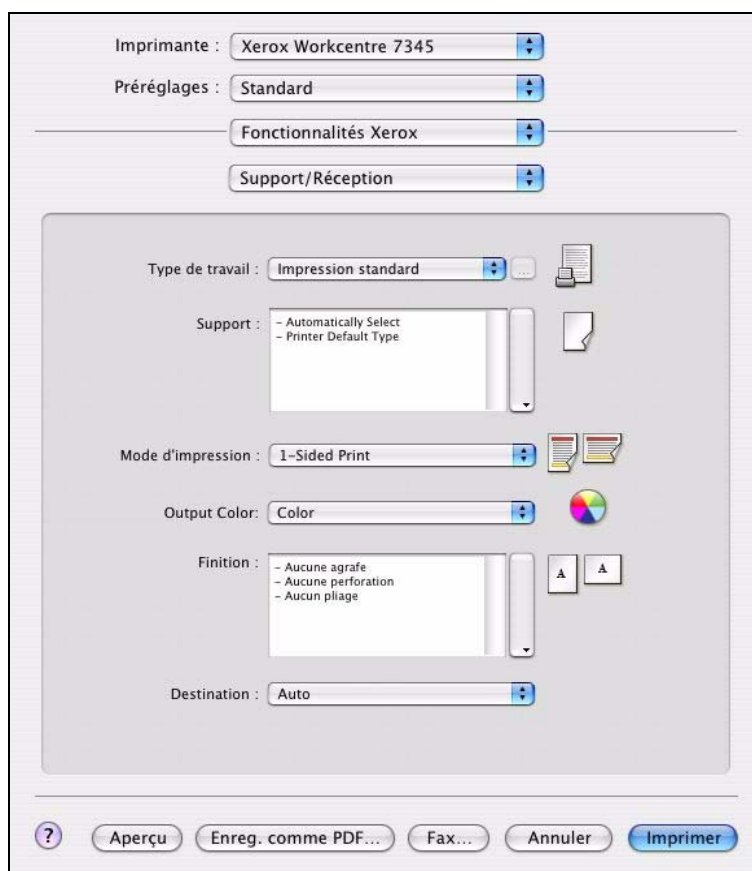 Imprimante : Xerox Workcentre 7345
Préréglages : Standard
Fonctionnalités Xerox
Support/Réception
Type de travail : Impression standard ...
Support : - Automatically Select
- Printer Default Type
Mode d'impression : 1-Sided Print
Output Color: Color
Finition : - Aucune agrafe
- Aucune perforation
- Aucun pliage
A A
Destination : Auto
? Aperçu Enreg. comme PDF... Fax... Annuler Imprimer